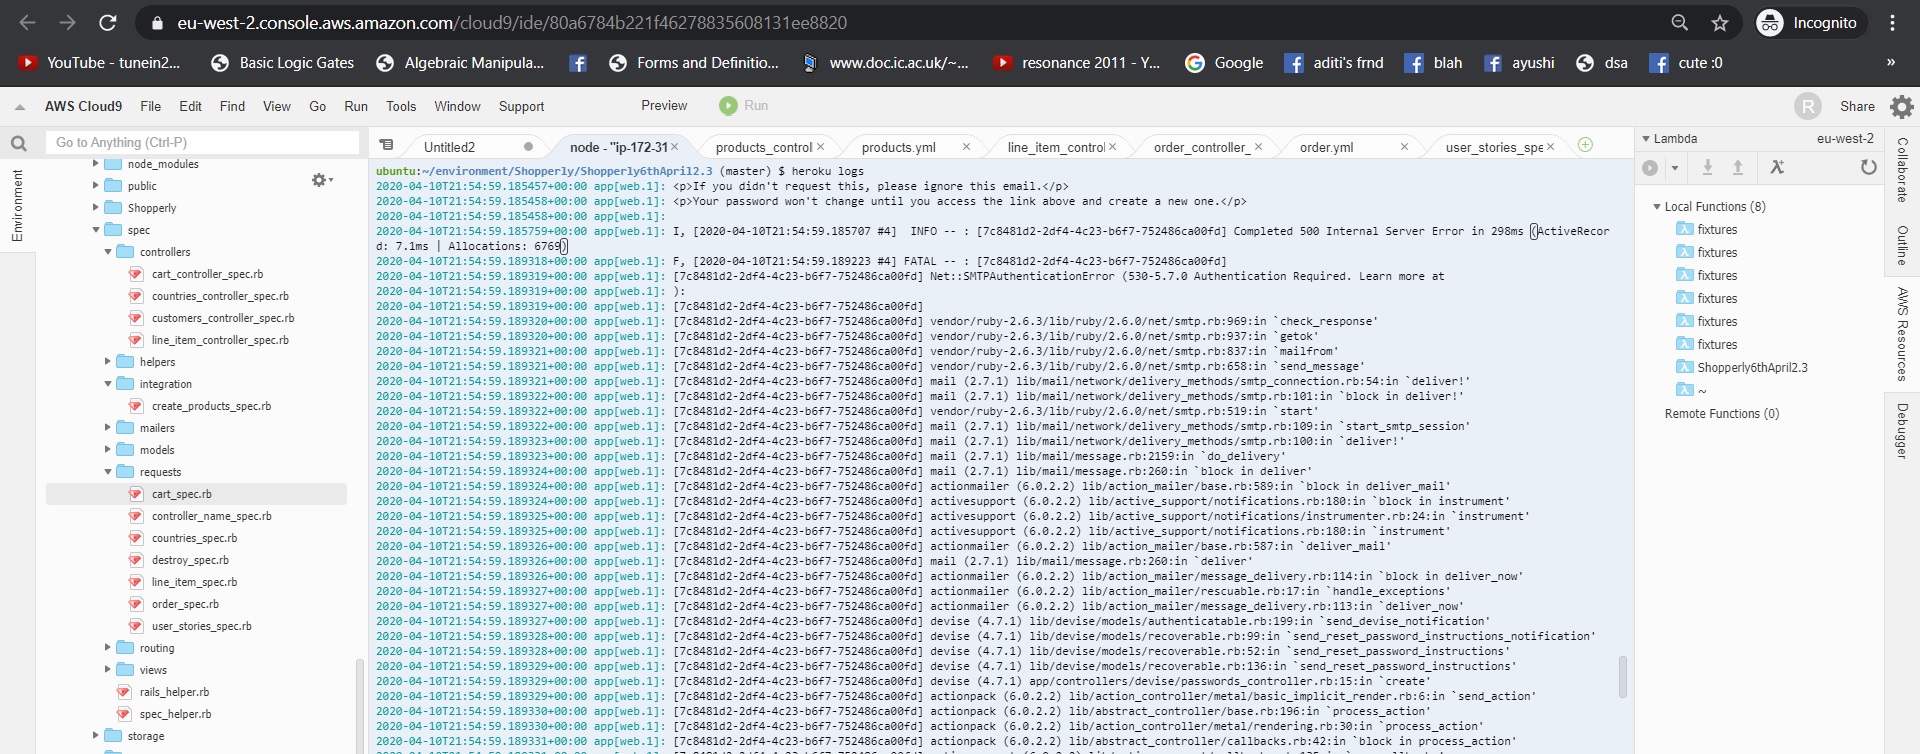 eu-west-2.console.aws.amazon.com/cloud9/ide/80a6784b221f46278835608131ee8820
Incognito
YouTube - tunein2...
Basic Logic Gates
Algebraic Manipula...
Forms and Definitio...
www.doc.ic.ac.uk/~...
resonance 2011 - Y...
Google
aditi's frnd
blah
ayushi
dsa
cute :0
»
AWS Cloud9 File Edit Find View Go Run Tools Window Support Preview Run
R Share
Go to Anything (Ctrl-P)
Environment
node_modules
public
Shopperly
spec
controllers
cart_controller_spec.rb
countries_controller_spec.rb
customers_controller_spec.rb
line_item_controller_spec.rb
helpers
integration
create_products_spec.rb
mailers
models
requests
cart_spec.rb
controller_name_spec.rb
countries_spec.rb
destroy_spec.rb
line_item_spec.rb
order_spec.rb
user_stories_spec.rb
routing
views
rails_helper.rb
spec_helper.rb
storage
Untitled2
node - "ip-172-31
products_control
products.yml
line_item_control
order_controller_
order.yml
user_stories_spe
ubuntu:~/environment/Shopperly/Shopperly6thApril2.3 (master) $ heroku logs
2020-04-10T21:54:59.185457+00:00 app[web.1]: <p>If you didn't request this, please ignore this email.</p>
2020-04-10T21:54:59.185458+00:00 app[web.1]: <p>Your password won't change until you access the link above and create a new one.</p>
2020-04-10T21:54:59.185458+00:00 app[web.1]:
2020-04-10T21:54:59.185759+00:00 app[web.1]: I, [2020-04-10T21:54:59.185707 #4]  INFO -- : [7c8481d2-2df4-4c23-b6f7-752486ca00fd] Completed 500 Internal Server Error in 298ms (ActiveRecor
d: 7.1ms | Allocations: 6769)
2020-04-10T21:54:59.189318+00:00 app[web.1]: F, [2020-04-10T21:54:59.189223 #4] FATAL -- : [7c8481d2-2df4-4c23-b6f7-752486ca00fd]
2020-04-10T21:54:59.189319+00:00 app[web.1]: [7c8481d2-2df4-4c23-b6f7-752486ca00fd] Net::SMTPAuthenticationError (530-5.7.0 Authentication Required. Learn more at
2020-04-10T21:54:59.189319+00:00 app[web.1]: ):
2020-04-10T21:54:59.189319+00:00 app[web.1]: [7c8481d2-2df4-4c23-b6f7-752486ca00fd]
2020-04-10T21:54:59.189320+00:00 app[web.1]: [7c8481d2-2df4-4c23-b6f7-752486ca00fd] vendor/ruby-2.6.3/lib/ruby/2.6.0/net/smtp.rb:969:in `check_response'
2020-04-10T21:54:59.189320+00:00 app[web.1]: [7c8481d2-2df4-4c23-b6f7-752486ca00fd] vendor/ruby-2.6.3/lib/ruby/2.6.0/net/smtp.rb:937:in `getok'
2020-04-10T21:54:59.189321+00:00 app[web.1]: [7c8481d2-2df4-4c23-b6f7-752486ca00fd] vendor/ruby-2.6.3/lib/ruby/2.6.0/net/smtp.rb:837:in `mailfrom'
2020-04-10T21:54:59.189321+00:00 app[web.1]: [7c8481d2-2df4-4c23-b6f7-752486ca00fd] vendor/ruby-2.6.3/lib/ruby/2.6.0/net/smtp.rb:658:in `send_message'
2020-04-10T21:54:59.189321+00:00 app[web.1]: [7c8481d2-2df4-4c23-b6f7-752486ca00fd] mail (2.7.1) lib/mail/network/delivery_methods/smtp_connection.rb:54:in `deliver!'
2020-04-10T21:54:59.189322+00:00 app[web.1]: [7c8481d2-2df4-4c23-b6f7-752486ca00fd] mail (2.7.1) lib/mail/network/delivery_methods/smtp.rb:101:in `block in deliver!'
2020-04-10T21:54:59.189322+00:00 app[web.1]: [7c8481d2-2df4-4c23-b6f7-752486ca00fd] vendor/ruby-2.6.3/lib/ruby/2.6.0/net/smtp.rb:519:in `start'
2020-04-10T21:54:59.189322+00:00 app[web.1]: [7c8481d2-2df4-4c23-b6f7-752486ca00fd] mail (2.7.1) lib/mail/network/delivery_methods/smtp.rb:109:in `start_smtp_session'
2020-04-10T21:54:59.189323+00:00 app[web.1]: [7c8481d2-2df4-4c23-b6f7-752486ca00fd] mail (2.7.1) lib/mail/network/delivery_methods/smtp.rb:100:in `deliver!'
2020-04-10T21:54:59.189323+00:00 app[web.1]: [7c8481d2-2df4-4c23-b6f7-752486ca00fd] mail (2.7.1) lib/mail/message.rb:2159:in `do_delivery'
2020-04-10T21:54:59.189324+00:00 app[web.1]: [7c8481d2-2df4-4c23-b6f7-752486ca00fd] mail (2.7.1) lib/mail/message.rb:260:in `block in deliver'
2020-04-10T21:54:59.189324+00:00 app[web.1]: [7c8481d2-2df4-4c23-b6f7-752486ca00fd] actionmailer (6.0.2.2) lib/action_mailer/base.rb:589:in `block in deliver_mail'
2020-04-10T21:54:59.189324+00:00 app[web.1]: [7c8481d2-2df4-4c23-b6f7-752486ca00fd] activesupport (6.0.2.2) lib/active_support/notifications.rb:180:in `block in instrument'
2020-04-10T21:54:59.189325+00:00 app[web.1]: [7c8481d2-2df4-4c23-b6f7-752486ca00fd] activesupport (6.0.2.2) lib/active_support/notifications/instrumenter.rb:24:in `instrument'
2020-04-10T21:54:59.189325+00:00 app[web.1]: [7c8481d2-2df4-4c23-b6f7-752486ca00fd] activesupport (6.0.2.2) lib/active_support/notifications.rb:180:in `instrument'
2020-04-10T21:54:59.189326+00:00 app[web.1]: [7c8481d2-2df4-4c23-b6f7-752486ca00fd] actionmailer (6.0.2.2) lib/action_mailer/base.rb:587:in `deliver_mail'
2020-04-10T21:54:59.189326+00:00 app[web.1]: [7c8481d2-2df4-4c23-b6f7-752486ca00fd] mail (2.7.1) lib/mail/message.rb:260:in `deliver'
2020-04-10T21:54:59.189326+00:00 app[web.1]: [7c8481d2-2df4-4c23-b6f7-752486ca00fd] actionmailer (6.0.2.2) lib/action_mailer/message_delivery.rb:114:in `block in deliver_now'
2020-04-10T21:54:59.189327+00:00 app[web.1]: [7c8481d2-2df4-4c23-b6f7-752486ca00fd] actionmailer (6.0.2.2) lib/action_mailer/rescuable.rb:17:in `handle_exceptions'
2020-04-10T21:54:59.189327+00:00 app[web.1]: [7c8481d2-2df4-4c23-b6f7-752486ca00fd] actionmailer (6.0.2.2) lib/action_mailer/message_delivery.rb:113:in `deliver_now'
2020-04-10T21:54:59.189328+00:00 app[web.1]: [7c8481d2-2df4-4c23-b6f7-752486ca00fd] devise (4.7.1) lib/devise/models/authenticatable.rb:199:in `send_devise_notification'
2020-04-10T21:54:59.189328+00:00 app[web.1]: [7c8481d2-2df4-4c23-b6f7-752486ca00fd] devise (4.7.1) lib/devise/models/recoverable.rb:99:in `send_reset_password_instructions_notification'
2020-04-10T21:54:59.189328+00:00 app[web.1]: [7c8481d2-2df4-4c23-b6f7-752486ca00fd] devise (4.7.1) lib/devise/models/recoverable.rb:52:in `send_reset_password_instructions'
2020-04-10T21:54:59.189329+00:00 app[web.1]: [7c8481d2-2df4-4c23-b6f7-752486ca00fd] devise (4.7.1) lib/devise/models/recoverable.rb:136:in `send_reset_password_instructions'
2020-04-10T21:54:59.189329+00:00 app[web.1]: [7c8481d2-2df4-4c23-b6f7-752486ca00fd] devise (4.7.1) app/controllers/devise/passwords_controller.rb:15:in `create'
2020-04-10T21:54:59.189329+00:00 app[web.1]: [7c8481d2-2df4-4c23-b6f7-752486ca00fd] actionpack (6.0.2.2) lib/action_controller/metal/basic_implicit_render.rb:6:in `send_action'
2020-04-10T21:54:59.189330+00:00 app[web.1]: [7c8481d2-2df4-4c23-b6f7-752486ca00fd] actionpack (6.0.2.2) lib/abstract_controller/base.rb:196:in `process_action'
2020-04-10T21:54:59.189330+00:00 app[web.1]: [7c8481d2-2df4-4c23-b6f7-752486ca00fd] actionpack (6.0.2.2) lib/action_controller/metal/rendering.rb:30:in `process_action'
2020-04-10T21:54:59.189331+00:00 app[web.1]: [7c8481d2-2df4-4c23-b6f7-752486ca00fd] actionpack (6.0.2.2) lib/abstract_controller/callbacks.rb:42:in `block in process_action'
Lambda eu-west-2
Local Functions (8)
fixtures
fixtures
fixtures
fixtures
fixtures
fixtures
Shopperly6thApril2.3
~
Remote Functions (0)
Collaborate
Outline
AWS Resources
Debugger